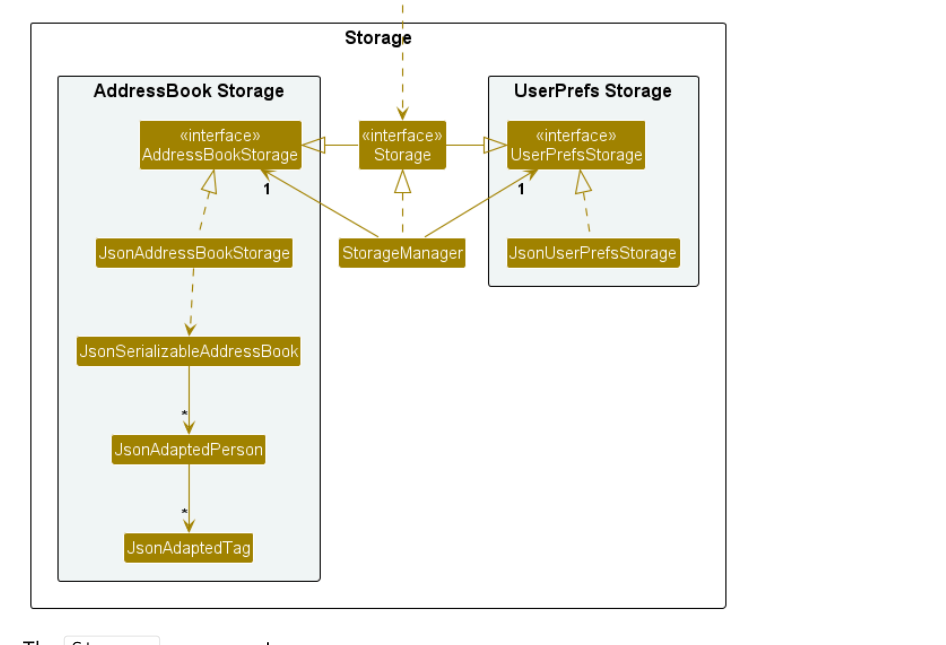 Storage
AddressBook Storage
UserPrefs Storage
«interface»
AddressBookStorage
«interface»
Storage
«interface»
UserPrefsStorage
1
1
JsonAddressBookStorage
StorageManager
JsonUserPrefsStorage
JsonSerializableAddressBook
*
JsonAdaptedPerson
*
JsonAdaptedTag